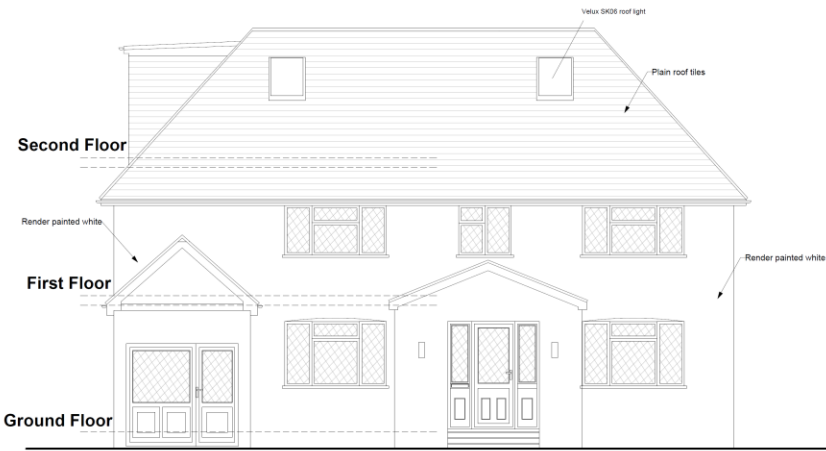 Velux SK06 roof light
Plain roof tiles
Second Floor
Render painted white
Render painted white
First Floor
Ground Floor